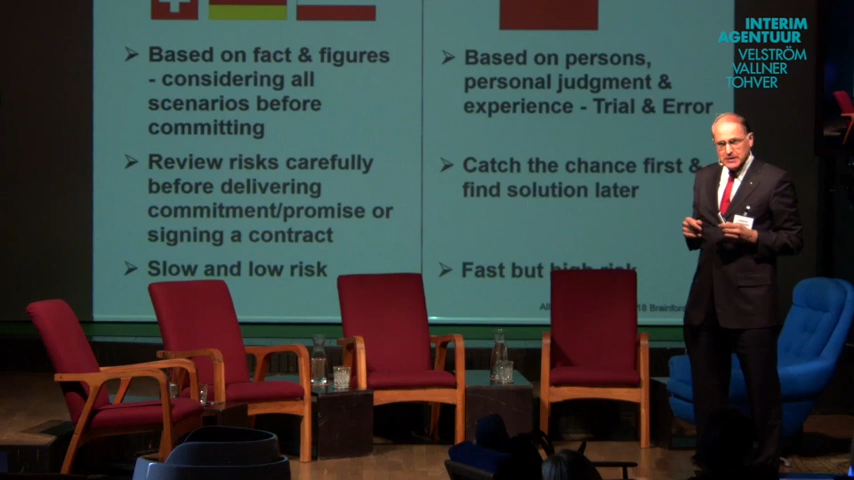 INTERIM
AGENTUUR
VELSTRÖM
VALLNER
TOHVER
➢ Based on fact & figures
- considering all
scenarios before
committing
➢ Review risks carefully
before delivering
commitment/promise or
signing a contract
➢ Slow and low risk
➢ Based on persons,
personal judgment &
experience - Trial & Error
➢ Catch the chance first &
find solution later
➢ Fast but high risk